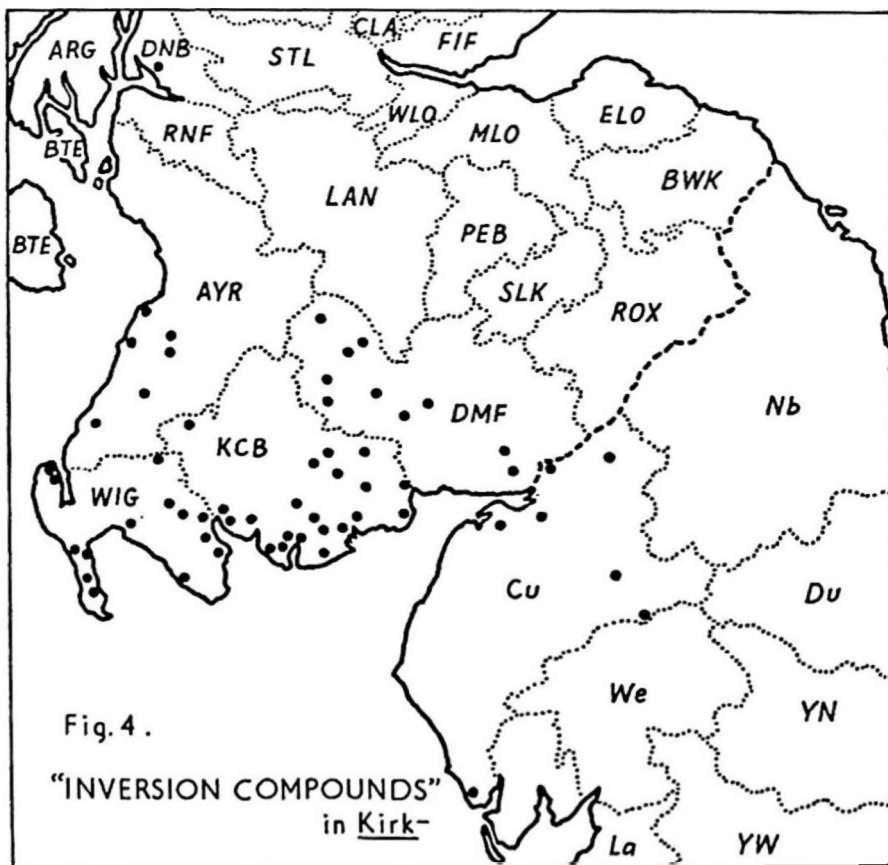 CLA
FIF
ARG
DNB
STL
WLO
ELO
RNF
MLO
BTE
BWK
LAN
PEB
BTE
SLK
AYR
ROX
Nb
DMF
KCB
WIG
Cu
Du
We
YN
Fig. 4.
"INVERSION COMPOUNDS"
in Kirk-
La
YW